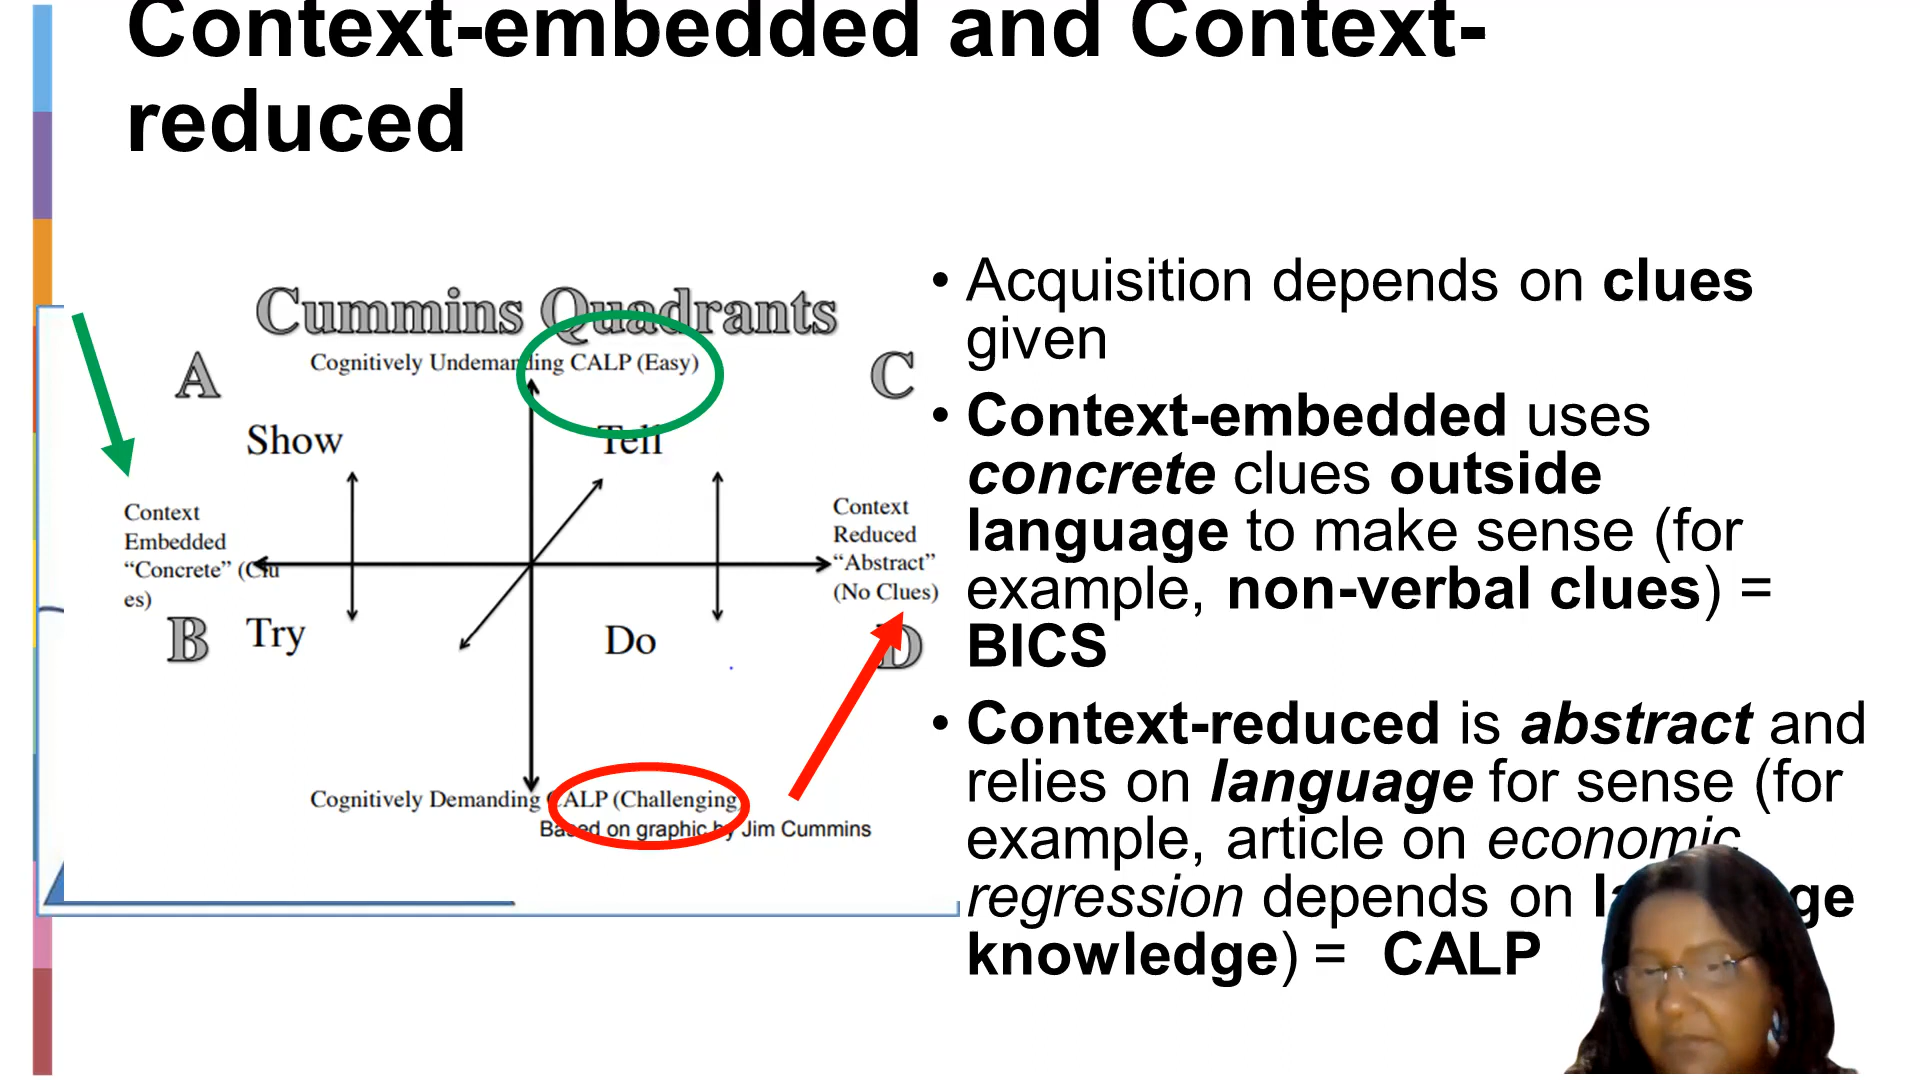 Context-embedded and Context-
reduced
Cummins Quadrants
Cognitively Undemanding CALP (Easy)
A
C
Show
Tell
Context
Embedded
“Concrete” (Clu
es)
Context
Reduced
“Abstract”
(No Clues)
B
Try
Do
D
Cognitively Demanding CALP (Challenging)
Based on graphic by Jim Cummins
• Acquisition depends on clues
given
• Context-embedded uses
concrete clues outside
language to make sense (for
example, non-verbal clues) =
BICS
• Context-reduced is abstract and
relies on language for sense (for
example, article on economic
regression depends on language
knowledge) = CALP